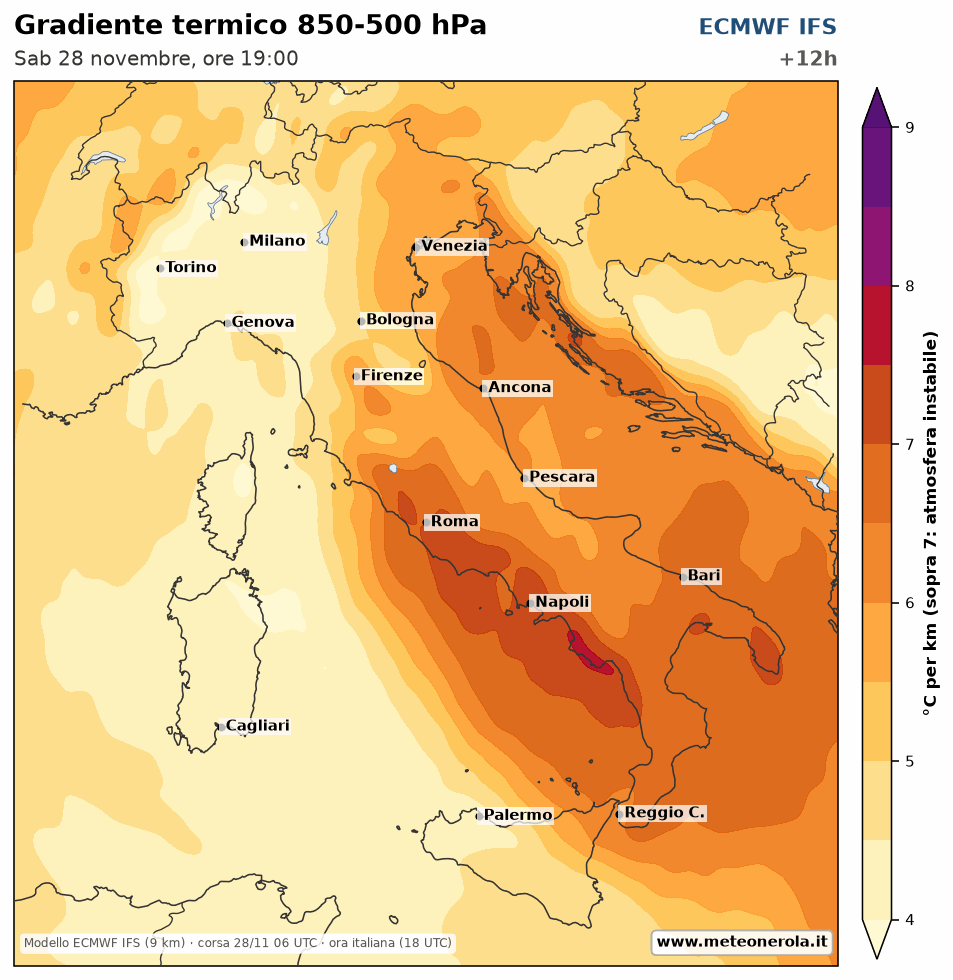 Gradiente termico 850-500 hPa
ECMWF IFS
Sab 28 novembre, ore 19:00
+12h
Milano
Venezia
Torino
Genova
Bologna
Firenze
Ancona
Pescara
Roma
Bari
Napoli
Cagliari
Palermo
Reggio C.
9
8
7
6
5
4
°C per km (sopra 7: atmosfera instabile)
Modello ECMWF IFS (9 km) · corsa 28/11 06 UTC · ora italiana (18 UTC)
www.meteonerola.it